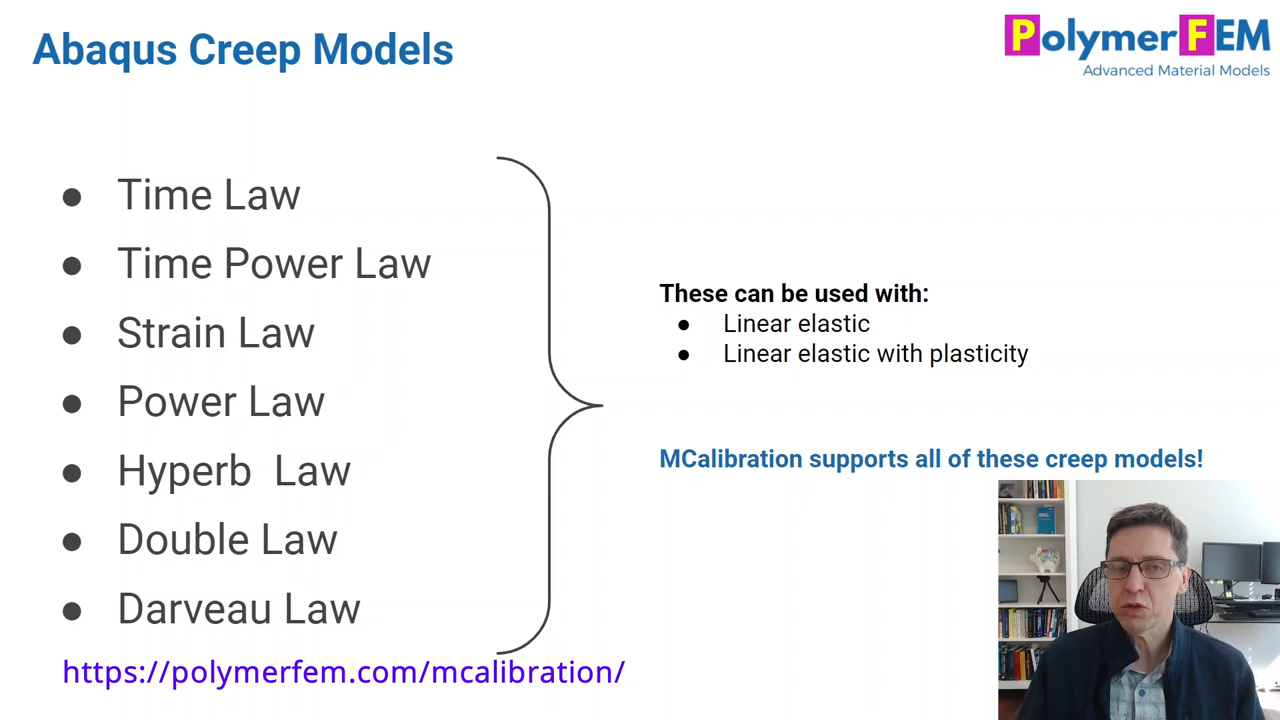 Abaqus Creep Models
PolymerFEM
Advanced Material Models
● Time Law
● Time Power Law
● Strain Law
● Power Law
● Hyperb  Law
● Double Law
● Darveau Law
These can be used with:
● Linear elastic
● Linear elastic with plasticity
MCalibration supports all of these creep models!
https://polymerfem.com/mcalibration/